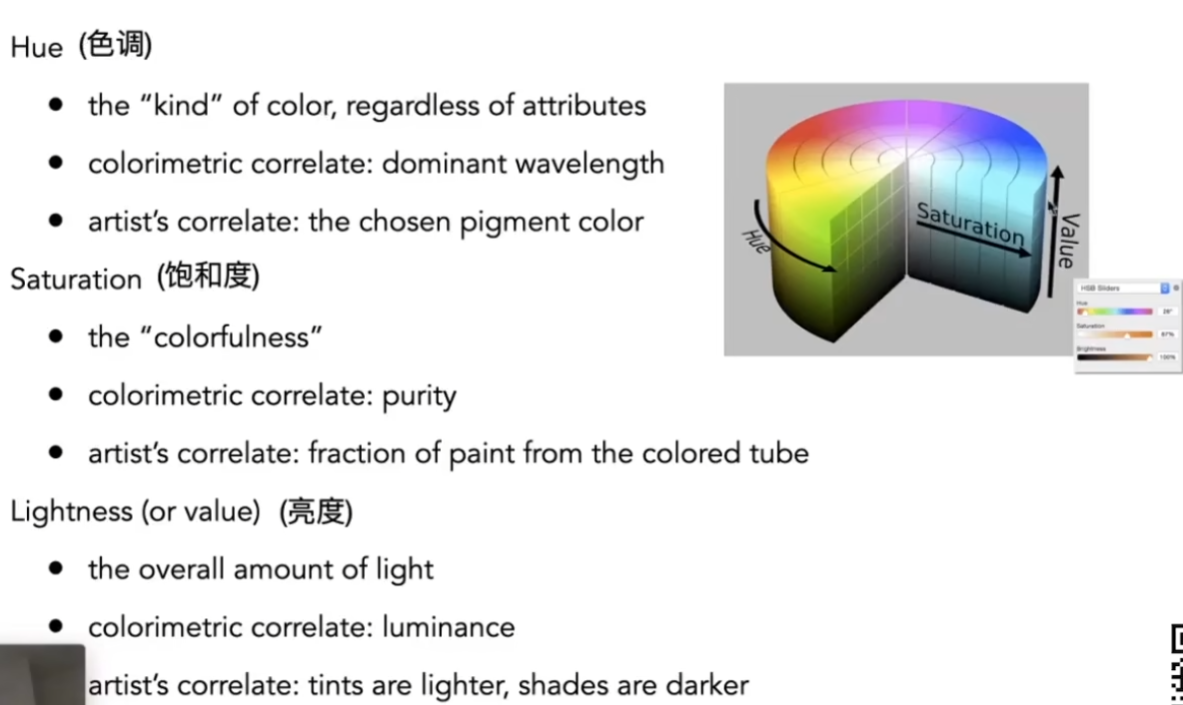 Hue (色调)
● the “kind” of color, regardless of attributes
● colorimetric correlate: dominant wavelength
● artist’s correlate: the chosen pigment color
Saturation (饱和度)
● the “colorfulness”
● colorimetric correlate: purity
● artist’s correlate: fraction of paint from the colored tube
Lightness (or value) (亮度)
● the overall amount of light
● colorimetric correlate: luminance
artist’s correlate: tints are lighter, shades are darker
Hue
Saturation
Value
HSB Sliders
Hue
Saturation
Brightness
100%